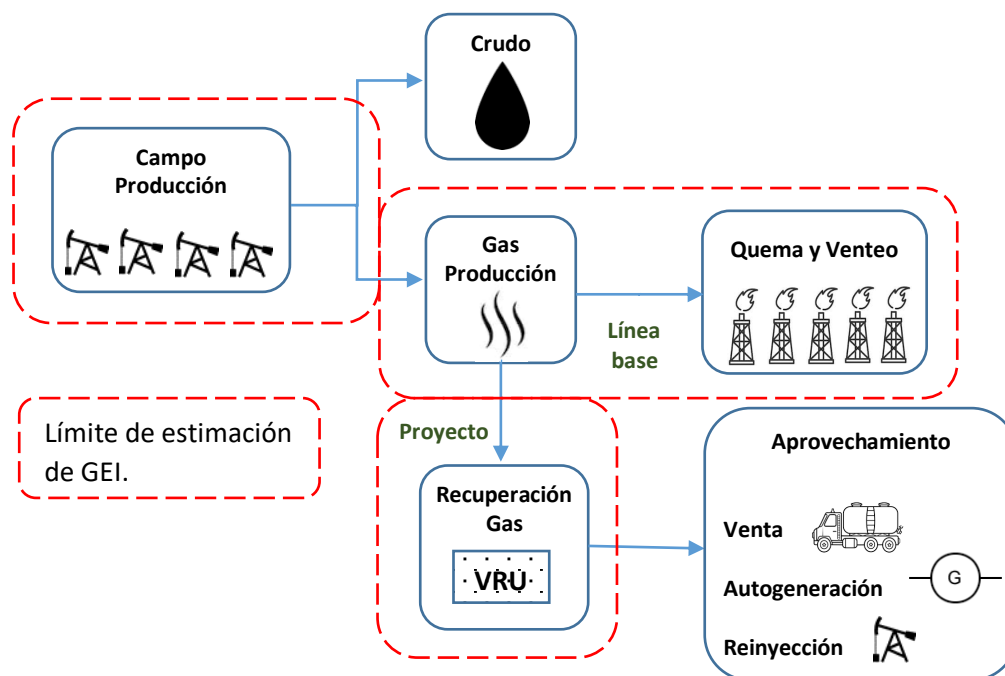 Crudo
Campo
Producción
Gas
Producción
Quema y Venteo
Línea
base
Límite de estimación
de GEI.
Proyecto
Recuperación
Gas
VRU
Aprovechamiento
Venta
Autogeneración
G
Reinyección